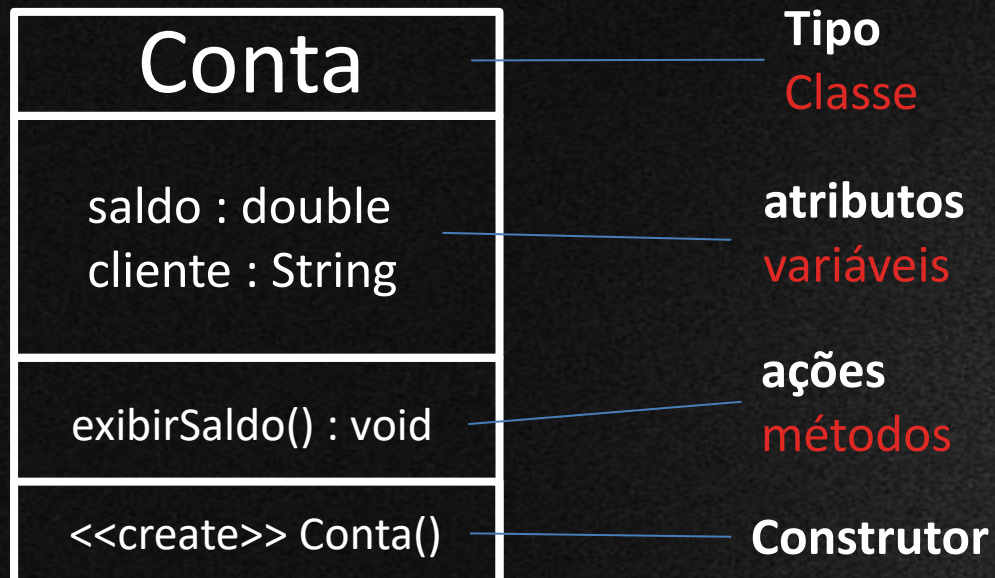 Conta
Tipo
Classe
saldo : double
cliente : String
atributos
variáveis
exibirSaldo() : void
ações
métodos
<<create>> Conta()
Construtor